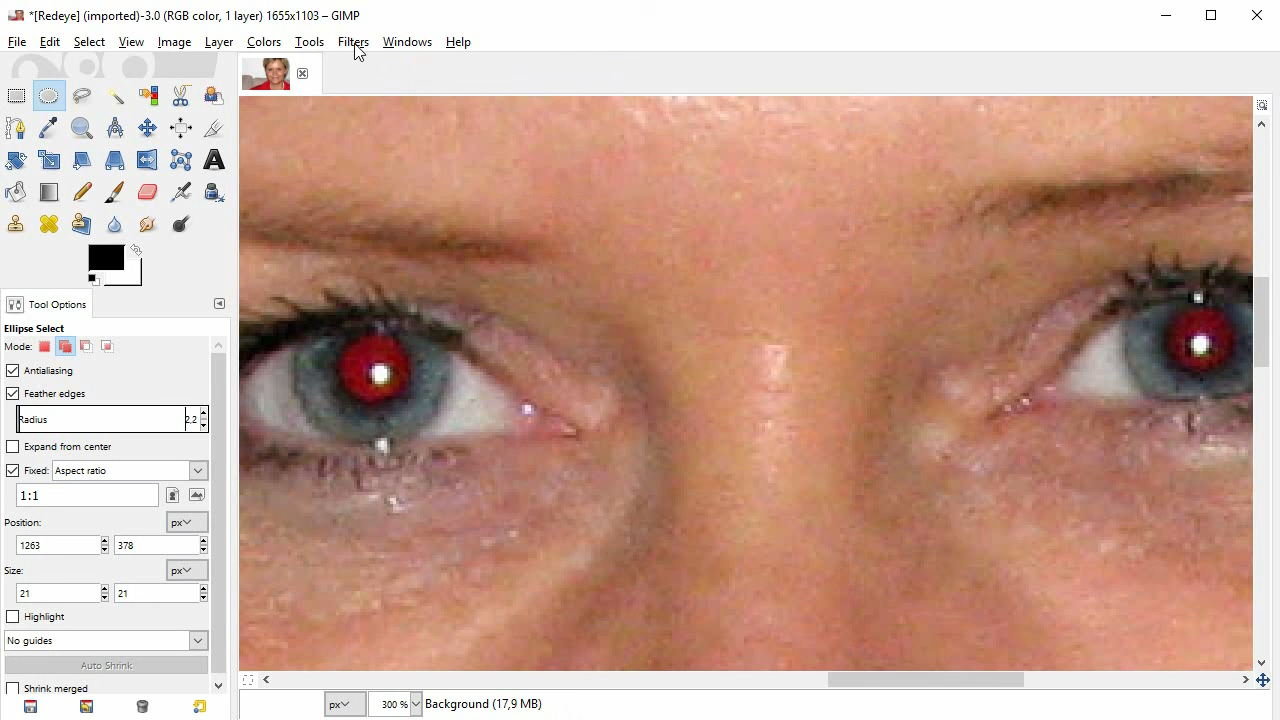 *[Redeye] (imported)-3.0 (RGB color, 1 layer) 1655x1103 – GIMP
File Edit Select View Image Layer Colors Tools Filters Windows Help
Tool Options
Ellipse Select
Mode:
Antialiasing
Feather edges
Radius 2,2
Expand from center
Fixed: Aspect ratio
1:1
Position: px
1263 378
Size: px
21 21
Highlight
No guides
Auto Shrink
Shrink merged
px 300 % Background (17,9 MB)